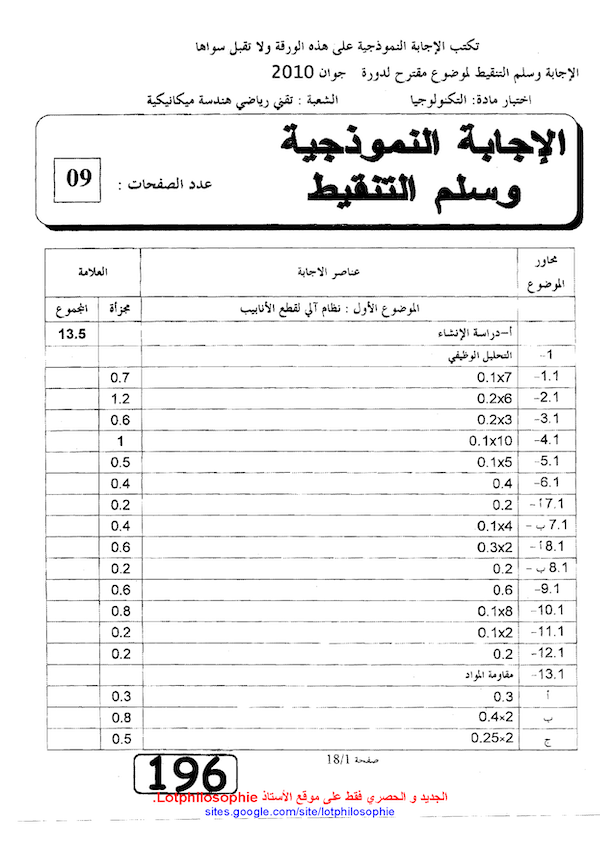 تكتب الإجابة النموذجية على هذه الورقة ولا تقبل سواها
الإجابة وسلم التنقيط لموضوع مقترح لدورة جوان 2010
اختبار مادة: التكنولوجيا الشعبة : تقني رياضي هندسة ميكانيكية
الإجابة النموذجية
وسلم التنقيط
عدد الصفحات : 09
محاور الموضوع عناصر الاجابة العلامة
الموضوع الأول : نظام آلي لقطع الأنابيب مجزأة المجموع
أ-دراسة الإنشاء 13.5
1- التحليل الوظيفي
1.1- 0.1x7 0.7
2.1- 0.2x6 1.2
3.1- 0.2x3 0.6
4.1- 0.1x10 1
5.1- 0.1x5 0.5
6.1- 0.4 0.4
7.1 أ- 0.2 0.2
7.1 ب - 0.1x4 0.4
8.1 أ- 0.3x2 0.6
8.1 ب - 0.2 0.2
9.1- 0.6 0.6
10.1- 0.1x8 0.8
11.1- 0.1x2 0.2
12.1- 0.2 0.2
13.1- مقاومة المواد
أ 0.3 0.3
ب 0.4×2 0.8
ج 0.25×2 0.5
صفحة 18/1
196
الجديد و الحصري فقط على موقع الأستاذ Lotphilosophie.
sites.google.com/site/lotphilosophie